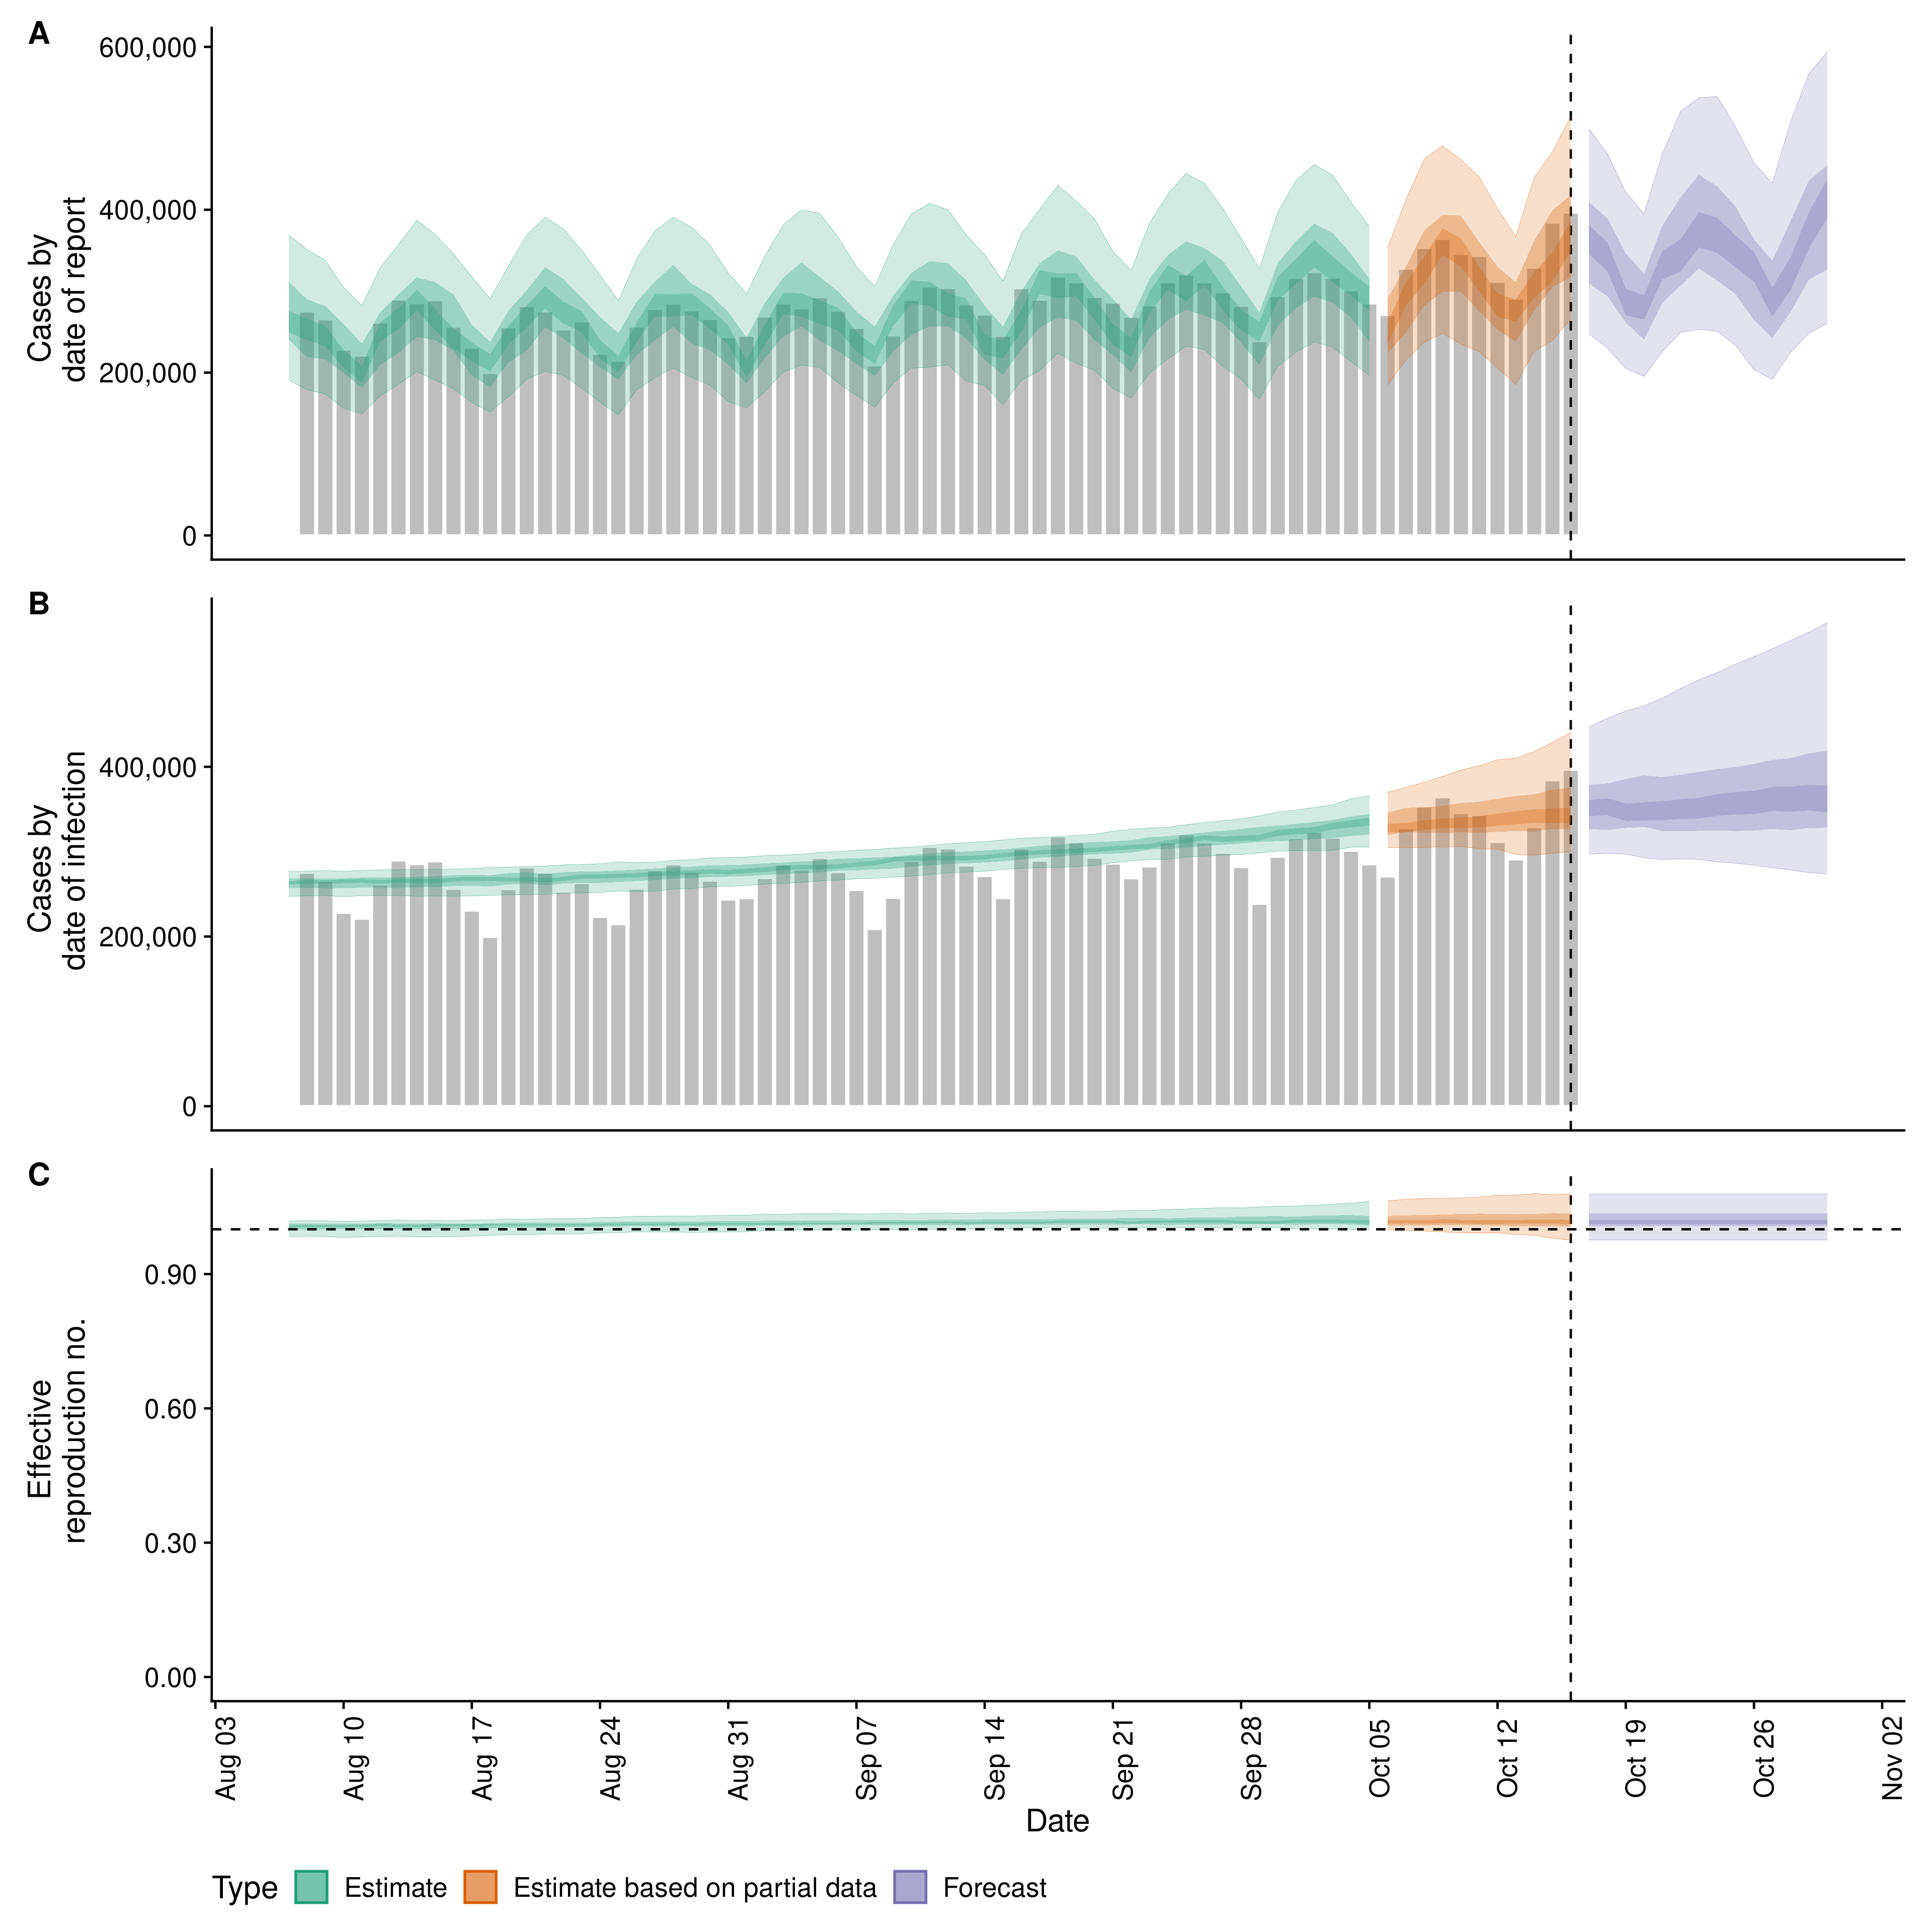 A
600,000
400,000
200,000
0
Cases by
date of report
B
400,000
200,000
0
Cases by
date of infection
C
0.90
0.60
0.30
0.00
Effective
reproduction no.
Aug 03
Aug 10
Aug 17
Aug 24
Aug 31
Sep 07
Sep 14
Sep 21
Sep 28
Oct 05
Oct 12
Oct 19
Oct 26
Nov 02
Date
Type Estimate Estimate based on partial data Forecast